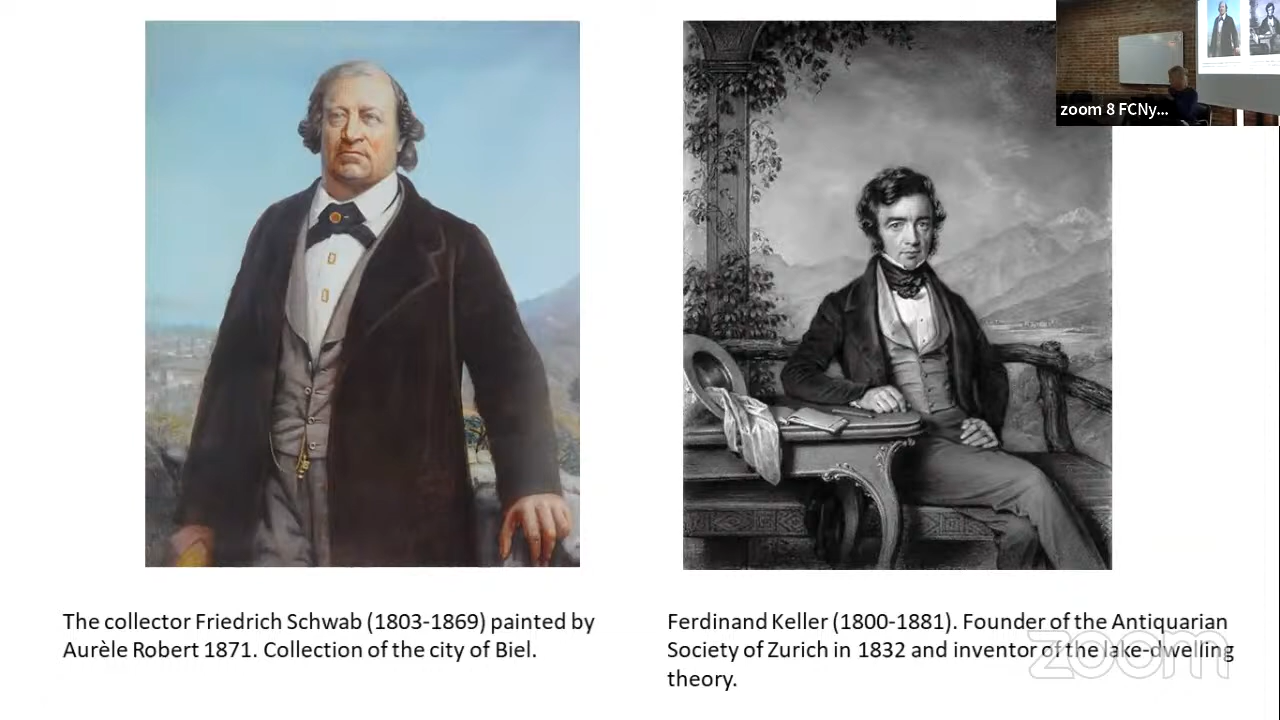 zoom 8 FCNy...
The collector Friedrich Schwab (1803-1869) painted by
Aurèle Robert 1871. Collection of the city of Biel.
Ferdinand Keller (1800-1881). Founder of the Antiquarian
Society of Zurich in 1832 and inventor of the lake-dwelling
theory.
zoom